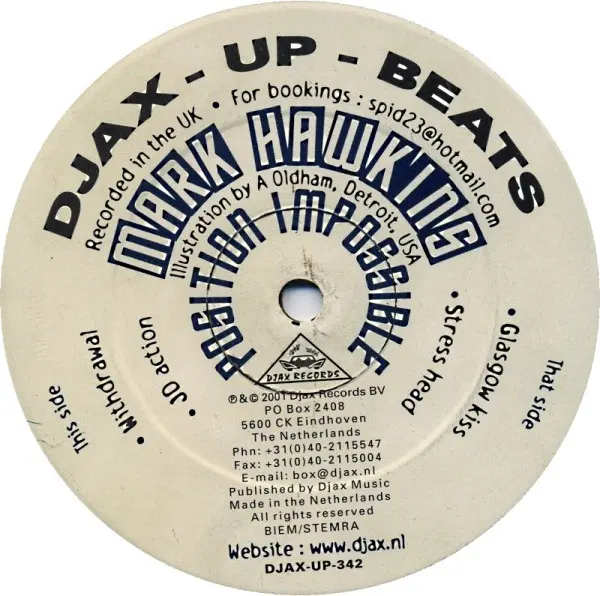 DJAX - UP - BEATS
Recorded in the UK • For bookings : spid23@hotmail.com
MARK HAWKINS
Illustration by A Oldham, Detroit, USA
POSITION IMPOSSIBLE
This side
• Withdrawal
• JD action
That side
• Glasgow kiss
• Stress head
DJAX RECORDS
℗ & © 2001 Djax Records BV
PO Box 2408
5600 CK Eindhoven
The Netherlands
Phn: +31(0)40-2115547
Fax: +31(0)40-2115004
E-mail: box@djax.nl
Published by Djax Music
Made in the Netherlands
All rights reserved
BIEM/STEMRA
Website : www.djax.nl
DJAX-UP-342